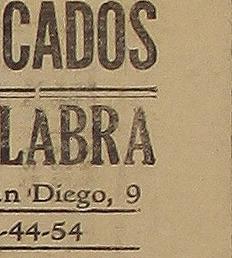 CADOS
LABRA
n Diego, 9
-44-54